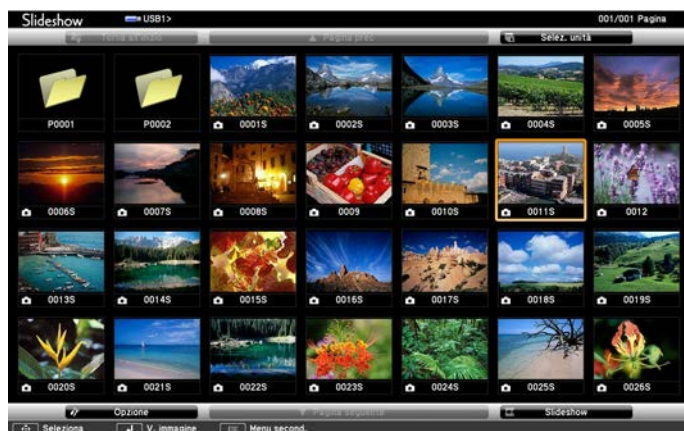 Slideshow USB1> 001/001 Pagina
Torna all'inizio ▲ Pagina prec. Selez. unità
P0001 P0002 0001S 0002S 0003S 0004S 0005S
0006S 0007S 0008S 0009 0010S 0011S 0012
0013S 0014S 0015S 0016S 0017S 0018S 0019S
0020S 0021S 0022S 0023S 0024S 0025S 0026S
Opzione ▼ Pagina seguente Slideshow
Seleziona V. immagine Menu second.